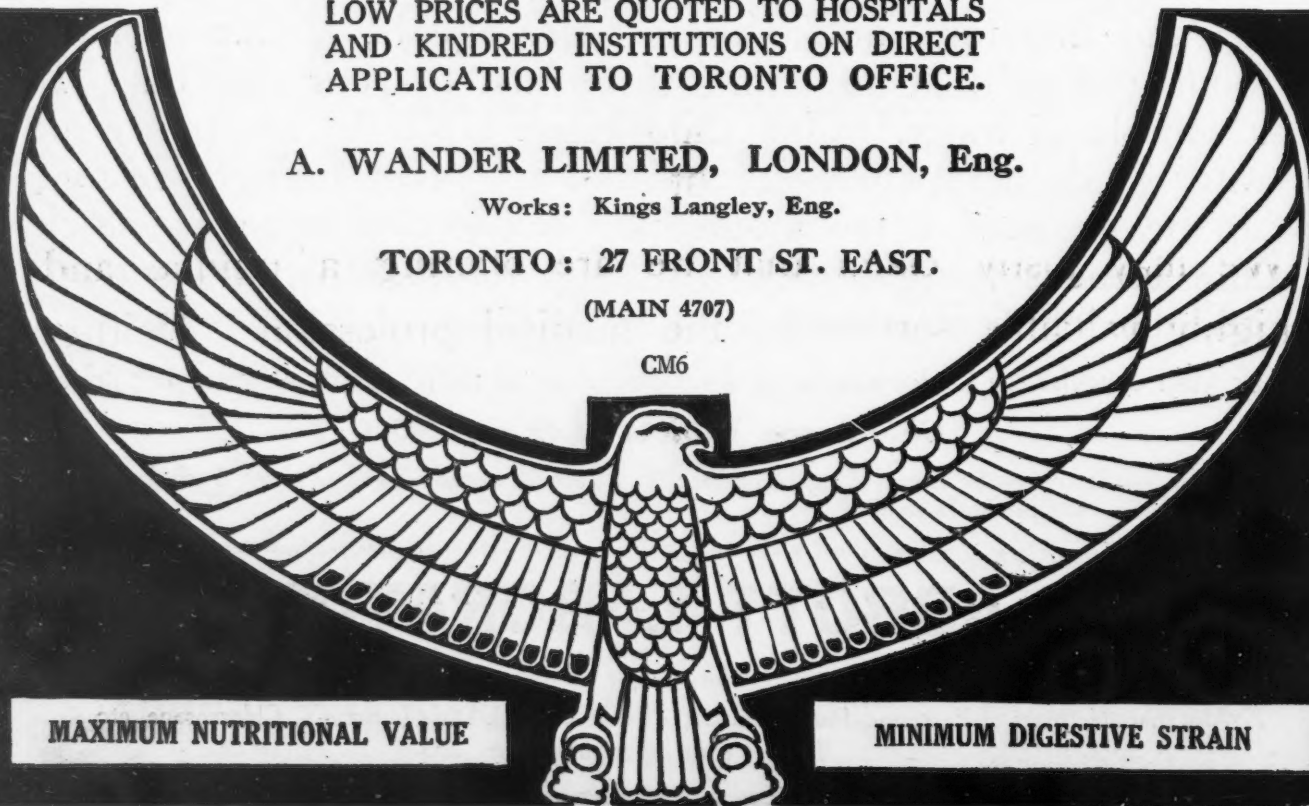 LOW PRICES ARE QUOTED TO HOSPITALS
AND KINDRED INSTITUTIONS ON DIRECT
APPLICATION TO TORONTO OFFICE.
A. WANDER LIMITED, LONDON, Eng.
Works: Kings Langley, Eng.
TORONTO: 27 FRONT ST. EAST.
(MAIN 4707)
CM6
MAXIMUM NUTRITIONAL VALUE
MINIMUM DIGESTIVE STRAIN